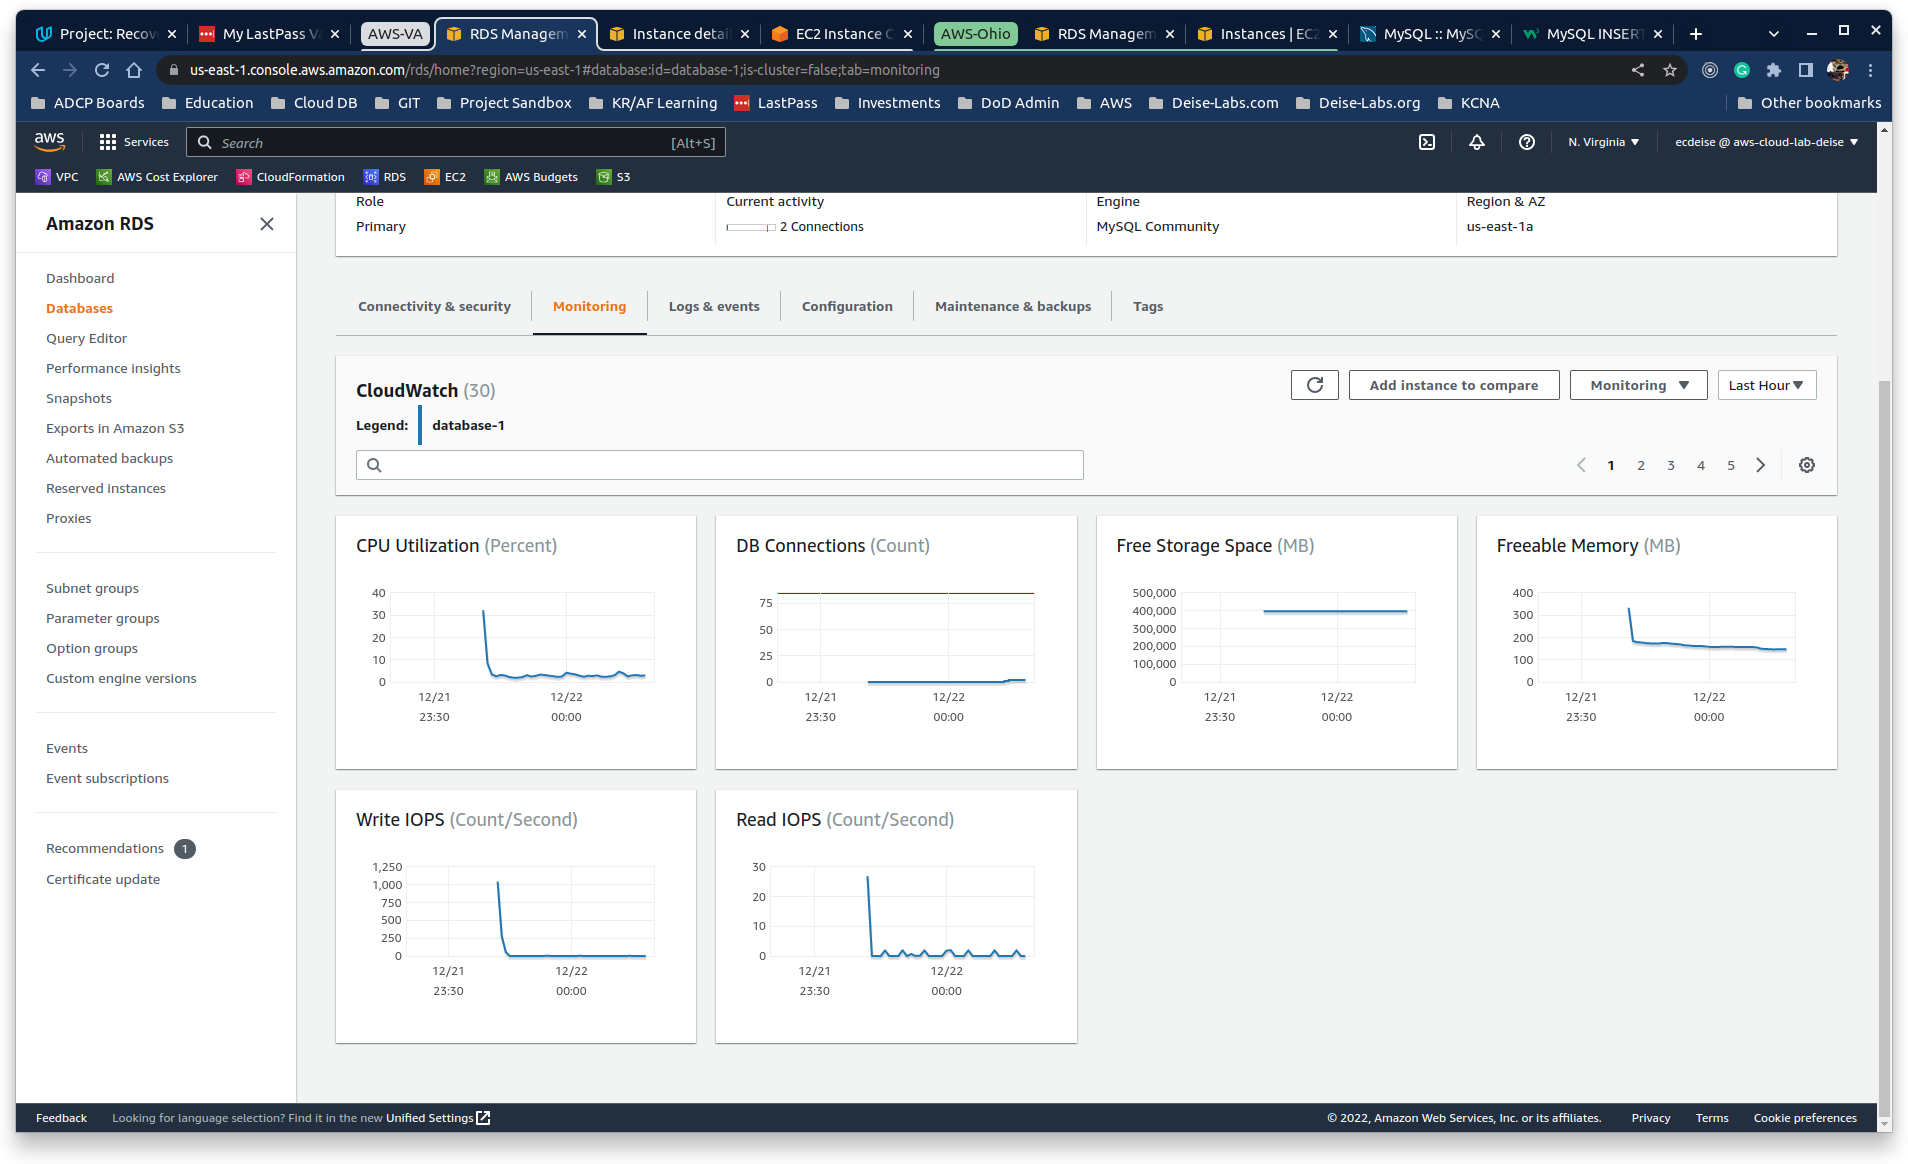 Project: Recov
My LastPass Va
AWS-VA
RDS Managem
Instance detail
EC2 Instance C
AWS-Ohio
RDS Managem
Instances | EC2
MySQL :: MySQ
MySQL INSERT
us-east-1.console.aws.amazon.com/rds/home?region=us-east-1#database:id=database-1;is-cluster=false;tab=monitoring
ADCP Boards Education Cloud DB GIT Project Sandbox KR/AF Learning LastPass Investments DoD Admin AWS Deise-Labs.com Deise-Labs.org KCNA Other bookmarks
aws Services Search [Alt+S] N. Virginia ▼ ecdeise @ aws-cloud-lab-deise ▼
VPC AWS Cost Explorer CloudFormation RDS EC2 AWS Budgets S3
Amazon RDS
Dashboard
Databases
Query Editor
Performance insights
Snapshots
Exports in Amazon S3
Automated backups
Reserved instances
Proxies
Subnet groups
Parameter groups
Option groups
Custom engine versions
Events
Event subscriptions
Recommendations 1
Certificate update
Role
Primary
Current activity
2 Connections
Engine
MySQL Community
Region & AZ
us-east-1a
Connectivity & security Monitoring Logs & events Configuration Maintenance & backups Tags
CloudWatch (30)
Add instance to compare Monitoring ▼ Last Hour▼
Legend: database-1
1 2 3 4 5
CPU Utilization (Percent)
40
30
20
10
0
12/21 12/22
23:30 00:00
DB Connections (Count)
75
50
25
0
12/21 12/22
23:30 00:00
Free Storage Space (MB)
500,000
400,000
300,000
200,000
100,000
0
12/21 12/22
23:30 00:00
Freeable Memory (MB)
400
300
200
100
0
12/21 12/22
23:30 00:00
Write IOPS (Count/Second)
1,250
1,000
750
500
250
0
12/21 12/22
23:30 00:00
Read IOPS (Count/Second)
30
20
10
0
12/21 12/22
23:30 00:00
Feedback Looking for language selection? Find it in the new Unified Settings © 2022, Amazon Web Services, Inc. or its affiliates. Privacy Terms Cookie preferences